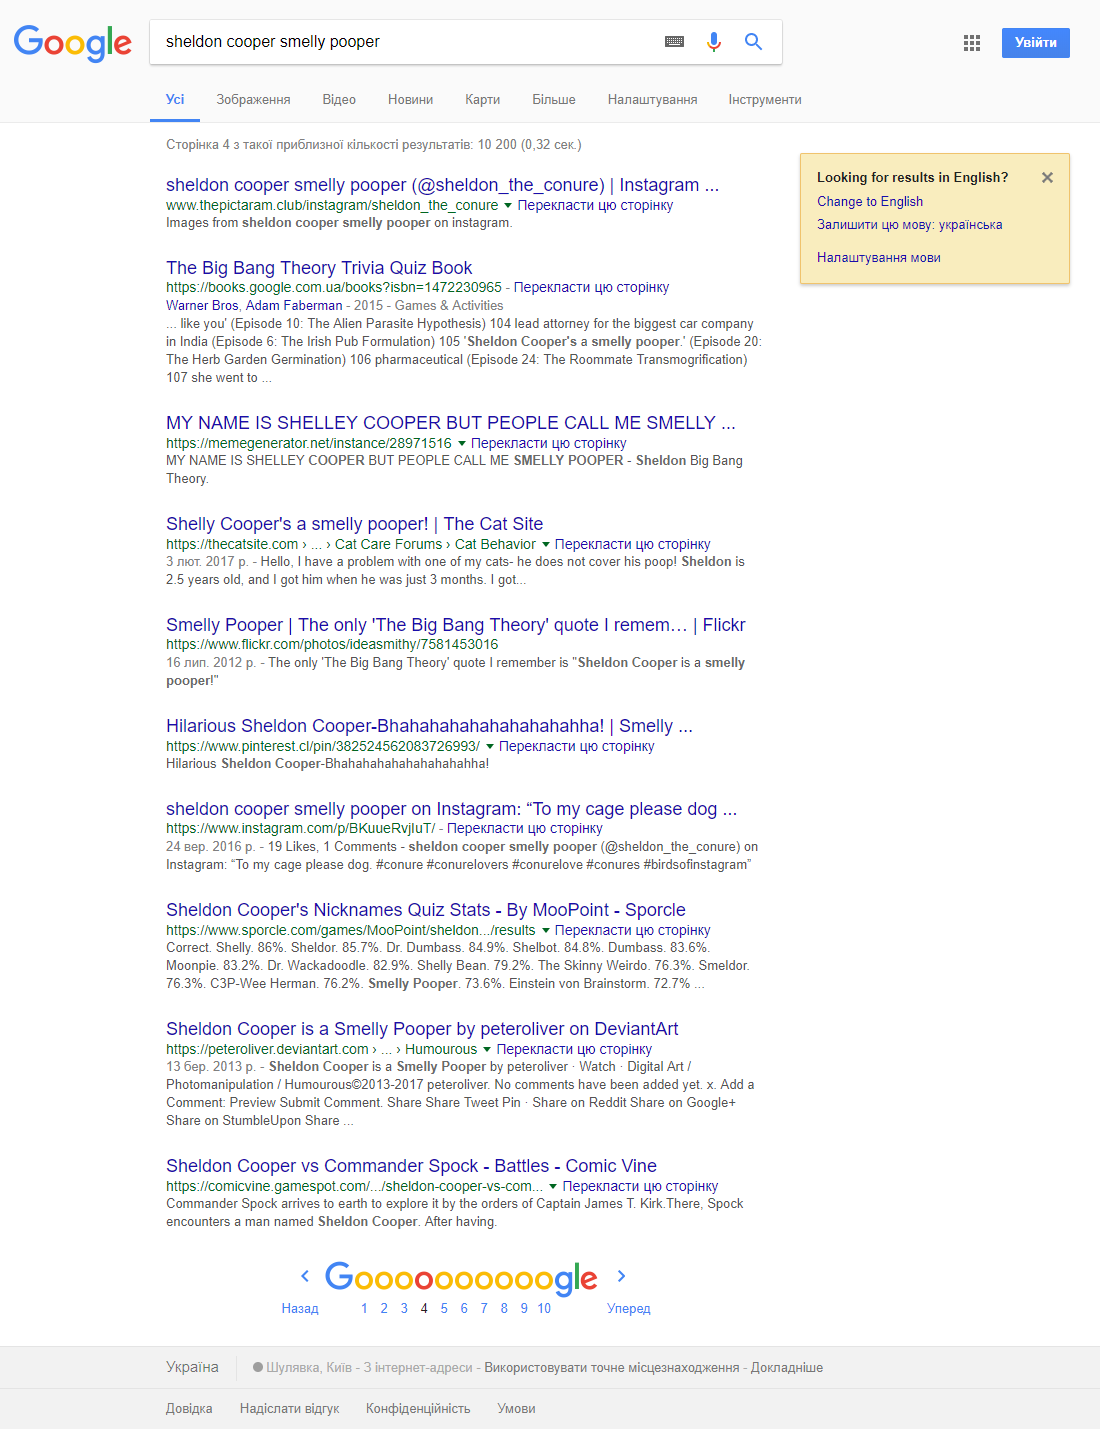 Google
sheldon cooper smelly pooper
Увійти
Усі Зображення Відео Новини Карти Більше Налаштування Інструменти
Сторінка 4 з такої приблизної кількості результатів: 10 200 (0,32 сек.)
Looking for results in English?
Change to English
Залишити цю мову: українська
Налаштування мови
sheldon cooper smelly pooper (@sheldon_the_conure) | Instagram ...
www.thepictaram.club/instagram/sheldon_the_conure Перекласти цю сторінку
Images from sheldon cooper smelly pooper on instagram.
The Big Bang Theory Trivia Quiz Book
https://books.google.com.ua/books?isbn=1472230965 - Перекласти цю сторінку
Warner Bros, Adam Faberman - 2015 - Games & Activities
... like you' (Episode 10: The Alien Parasite Hypothesis) 104 lead attorney for the biggest car company
in India (Episode 6: The Irish Pub Formulation) 105 'Sheldon Cooper's a smelly pooper.' (Episode 20:
The Herb Garden Germination) 106 pharmaceutical (Episode 24: The Roommate Transmogrification)
107 she went to ...
MY NAME IS SHELLEY COOPER BUT PEOPLE CALL ME SMELLY ...
https://memegenerator.net/instance/28971516 Перекласти цю сторінку
MY NAME IS SHELLEY COOPER BUT PEOPLE CALL ME SMELLY POOPER - Sheldon Big Bang
Theory.
Shelly Cooper's a smelly pooper! | The Cat Site
https://thecatsite.com › ... › Cat Care Forums › Cat Behavior Перекласти цю сторінку
3 лют. 2017 р. - Hello, I have a problem with one of my cats- he does not cover his poop! Sheldon is
2.5 years old, and I got him when he was just 3 months. I got...
Smelly Pooper | The only 'The Big Bang Theory' quote I remem… | Flickr
https://www.flickr.com/photos/ideasmithy/7581453016
16 лип. 2012 р. - The only 'The Big Bang Theory' quote I remember is "Sheldon Cooper is a smelly
pooper!"
Hilarious Sheldon Cooper-Bhahahahahahahahahahha! | Smelly ...
https://www.pinterest.cl/pin/382524562083726993/ Перекласти цю сторінку
Hilarious Sheldon Cooper-Bhahahahahahahahahahha!
sheldon cooper smelly pooper on Instagram: “To my cage please dog ...
https://www.instagram.com/p/BKuueRvjIuT/ - Перекласти цю сторінку
24 вер. 2016 р. - 19 Likes, 1 Comments - sheldon cooper smelly pooper (@sheldon_the_conure) on
Instagram: “To my cage please dog. #conure #conurelovers #conurelove #conures #birdsofinstagram”
Sheldon Cooper's Nicknames Quiz Stats - By MooPoint - Sporcle
https://www.sporcle.com/games/MooPoint/sheldon.../results Перекласти цю сторінку
Correct. Shelly. 86%. Sheldor. 85.7%. Dr. Dumbass. 84.9%. Shelbot. 84.8%. Dumbass. 83.6%.
Moonpie. 83.2%. Dr. Wackadoodle. 82.9%. Shelly Bean. 79.2%. The Skinny Weirdo. 76.3%. Smeldor.
76.3%. C3P-Wee Herman. 76.2%. Smelly Pooper. 73.6%. Einstein von Brainstorm. 72.7% ...
Sheldon Cooper is a Smelly Pooper by peteroliver on DeviantArt
https://peteroliver.deviantart.com › ... › Humourous Перекласти цю сторінку
13 бер. 2013 р. - Sheldon Cooper is a Smelly Pooper by peteroliver · Watch · Digital Art /
Photomanipulation / Humourous©2013-2017 peteroliver. No comments have been added yet. x. Add a
Comment: Preview Submit Comment. Share Share Tweet Pin · Share on Reddit Share on Google+
Share on StumbleUpon Share ...
Sheldon Cooper vs Commander Spock - Battles - Comic Vine
https://comicvine.gamespot.com/.../sheldon-cooper-vs-com... Перекласти цю сторінку
Commander Spock arrives to earth to explore it by the orders of Captain James T. Kirk.There, Spock
encounters a man named Sheldon Cooper. After having.
Goooooooooogle
Назад 1 2 3 4 5 6 7 8 9 10 Уперед
Україна Шулявка, Київ - З інтернет-адреси - Використовувати точне місцезнаходження - Докладніше
Довідка Надіслати відгук Конфіденційність Умови